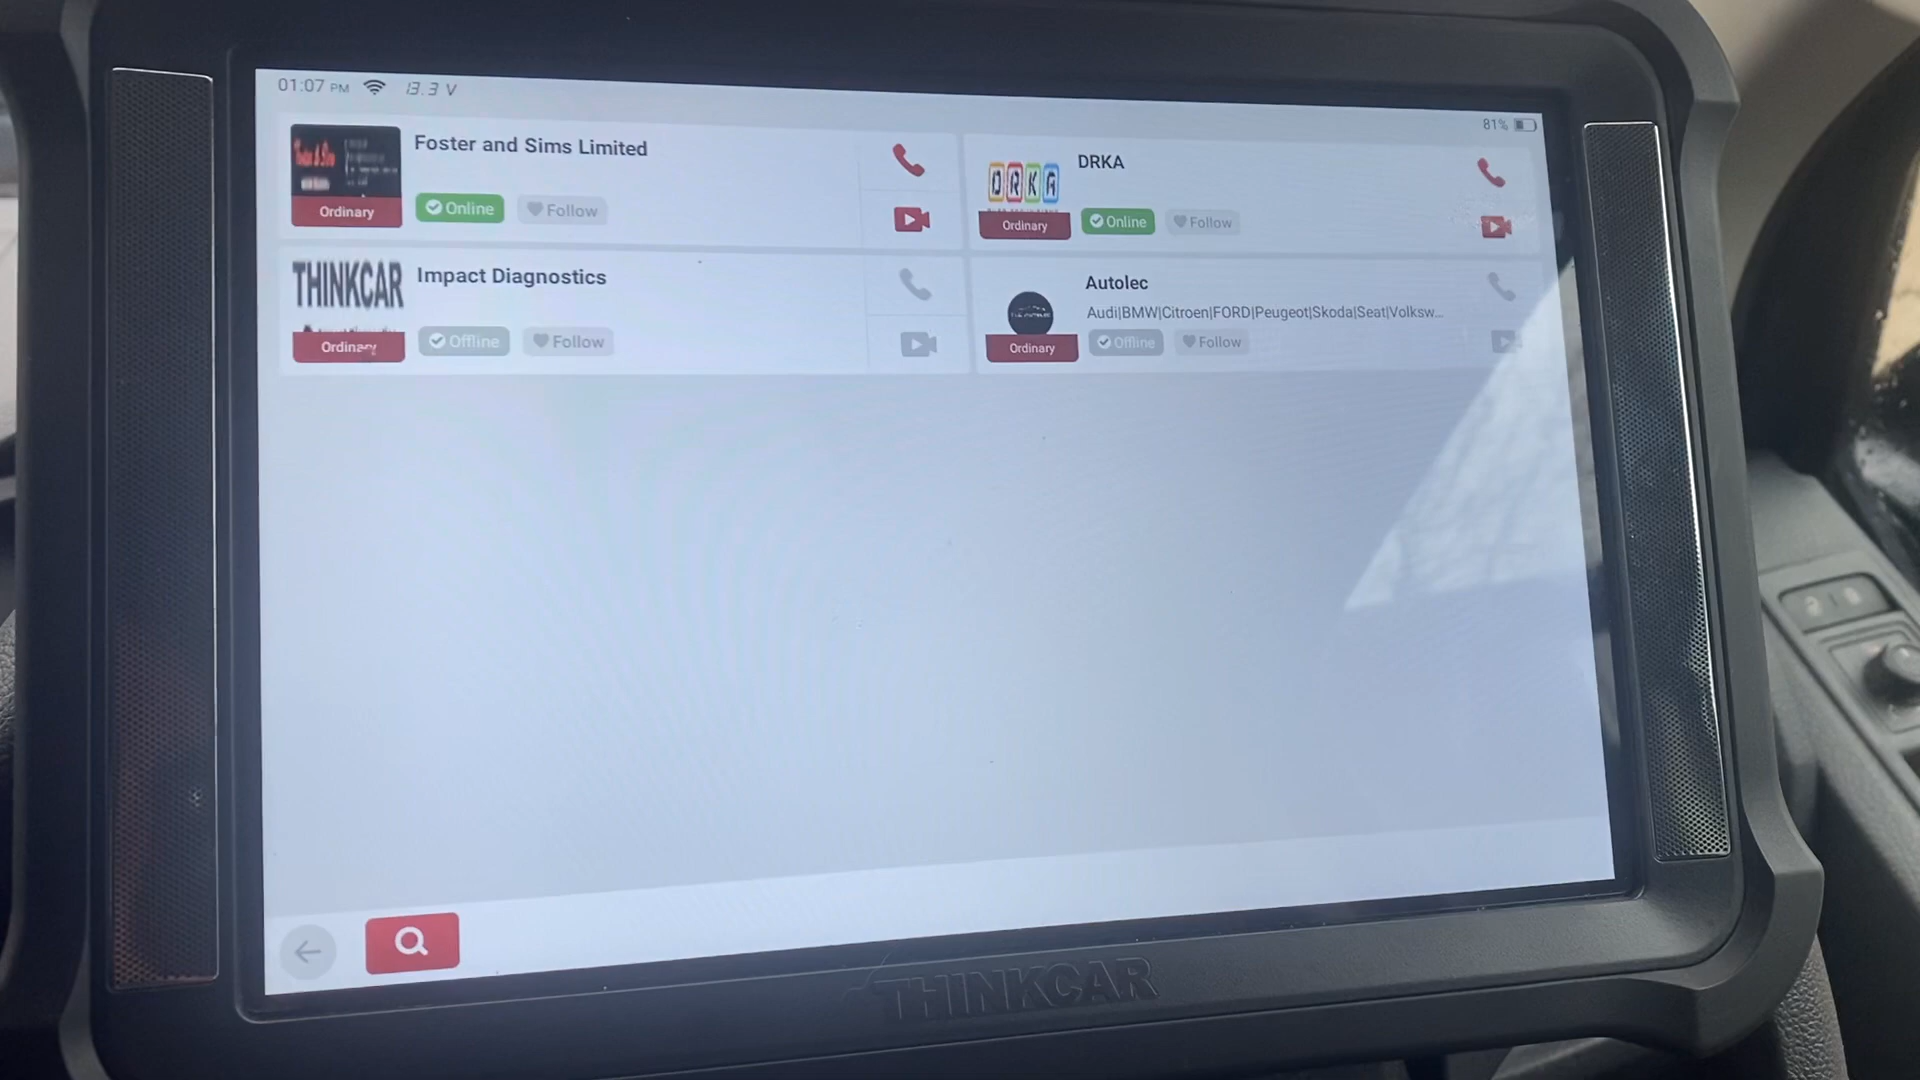 01:07 PM 13.3 V
81%
Foster and Sims Limited
Ordinary
Online
Follow
DRKA
DRKA
Ordinary
Online
Follow
THINKCAR
Impact Diagnostics
Ordinary
Offline
Follow
Autolec
Audi|BMW|Citroen|FORD|Peugeot|Skoda|Seat|Volksw...
Ordinary
Offline
Follow
THINKCAR